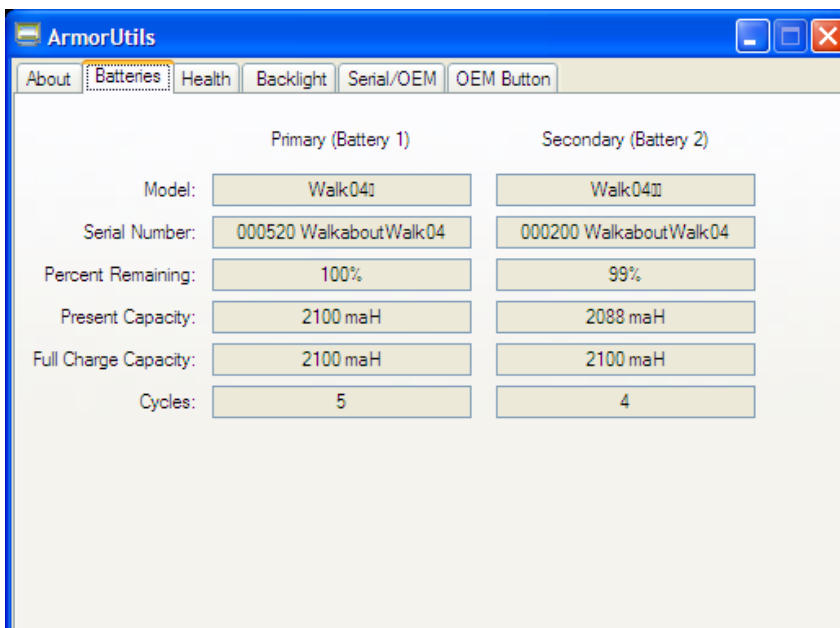 ArmorUtils
About Batteries Health Backlight Serial/OEM OEM Button
Primary (Battery 1) Secondary (Battery 2)
Model: Walk04▯ Walk04▯▯
Serial Number: 000520 WalkaboutWalk04 000200 WalkaboutWalk04
Percent Remaining: 100% 99%
Present Capacity: 2100 maH 2088 maH
Full Charge Capacity: 2100 maH 2100 maH
Cycles: 5 4